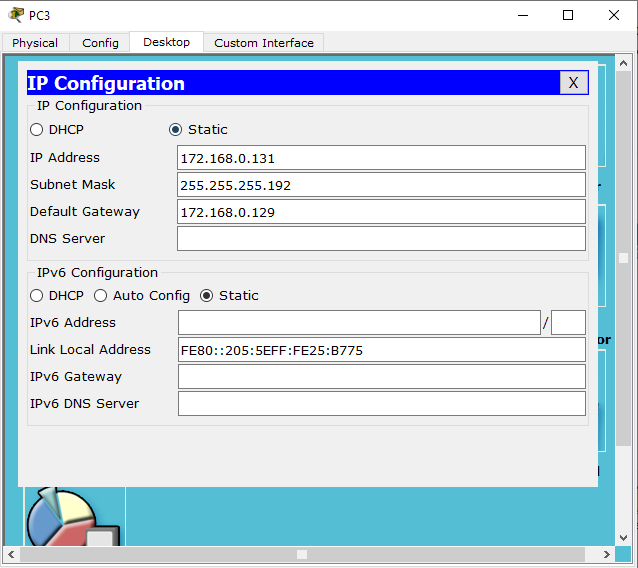 PC3
Physical Config Desktop Custom Interface
IP Configuration X
IP Configuration
DHCP Static
IP Address 172.168.0.131
Subnet Mask 255.255.255.192
Default Gateway 172.168.0.129
DNS Server
IPv6 Configuration
DHCP Auto Config Static
IPv6 Address /
Link Local Address FE80::205:5EFF:FE25:B775
IPv6 Gateway
IPv6 DNS Server